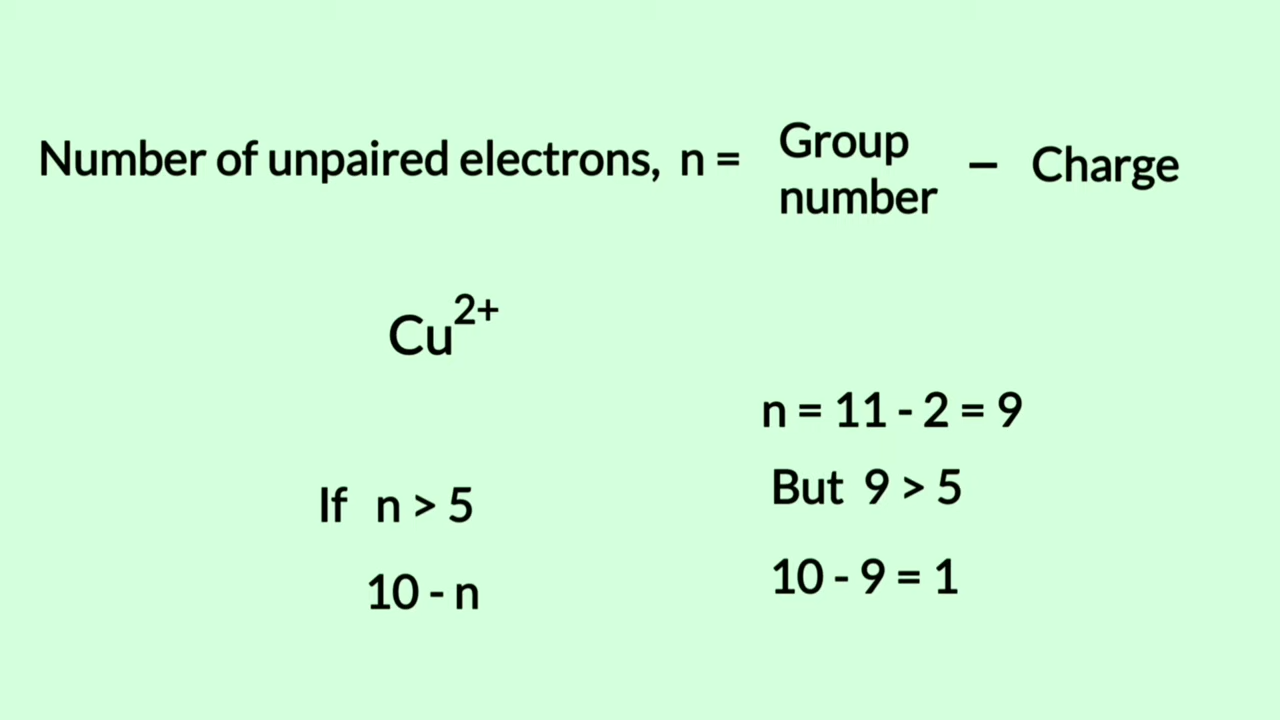 Number of unpaired electrons, n = Group number − Charge
Cu²⁺
n = 11 - 2 = 9
But 9 > 5
If n > 5
10 - 9 = 1
10 - n